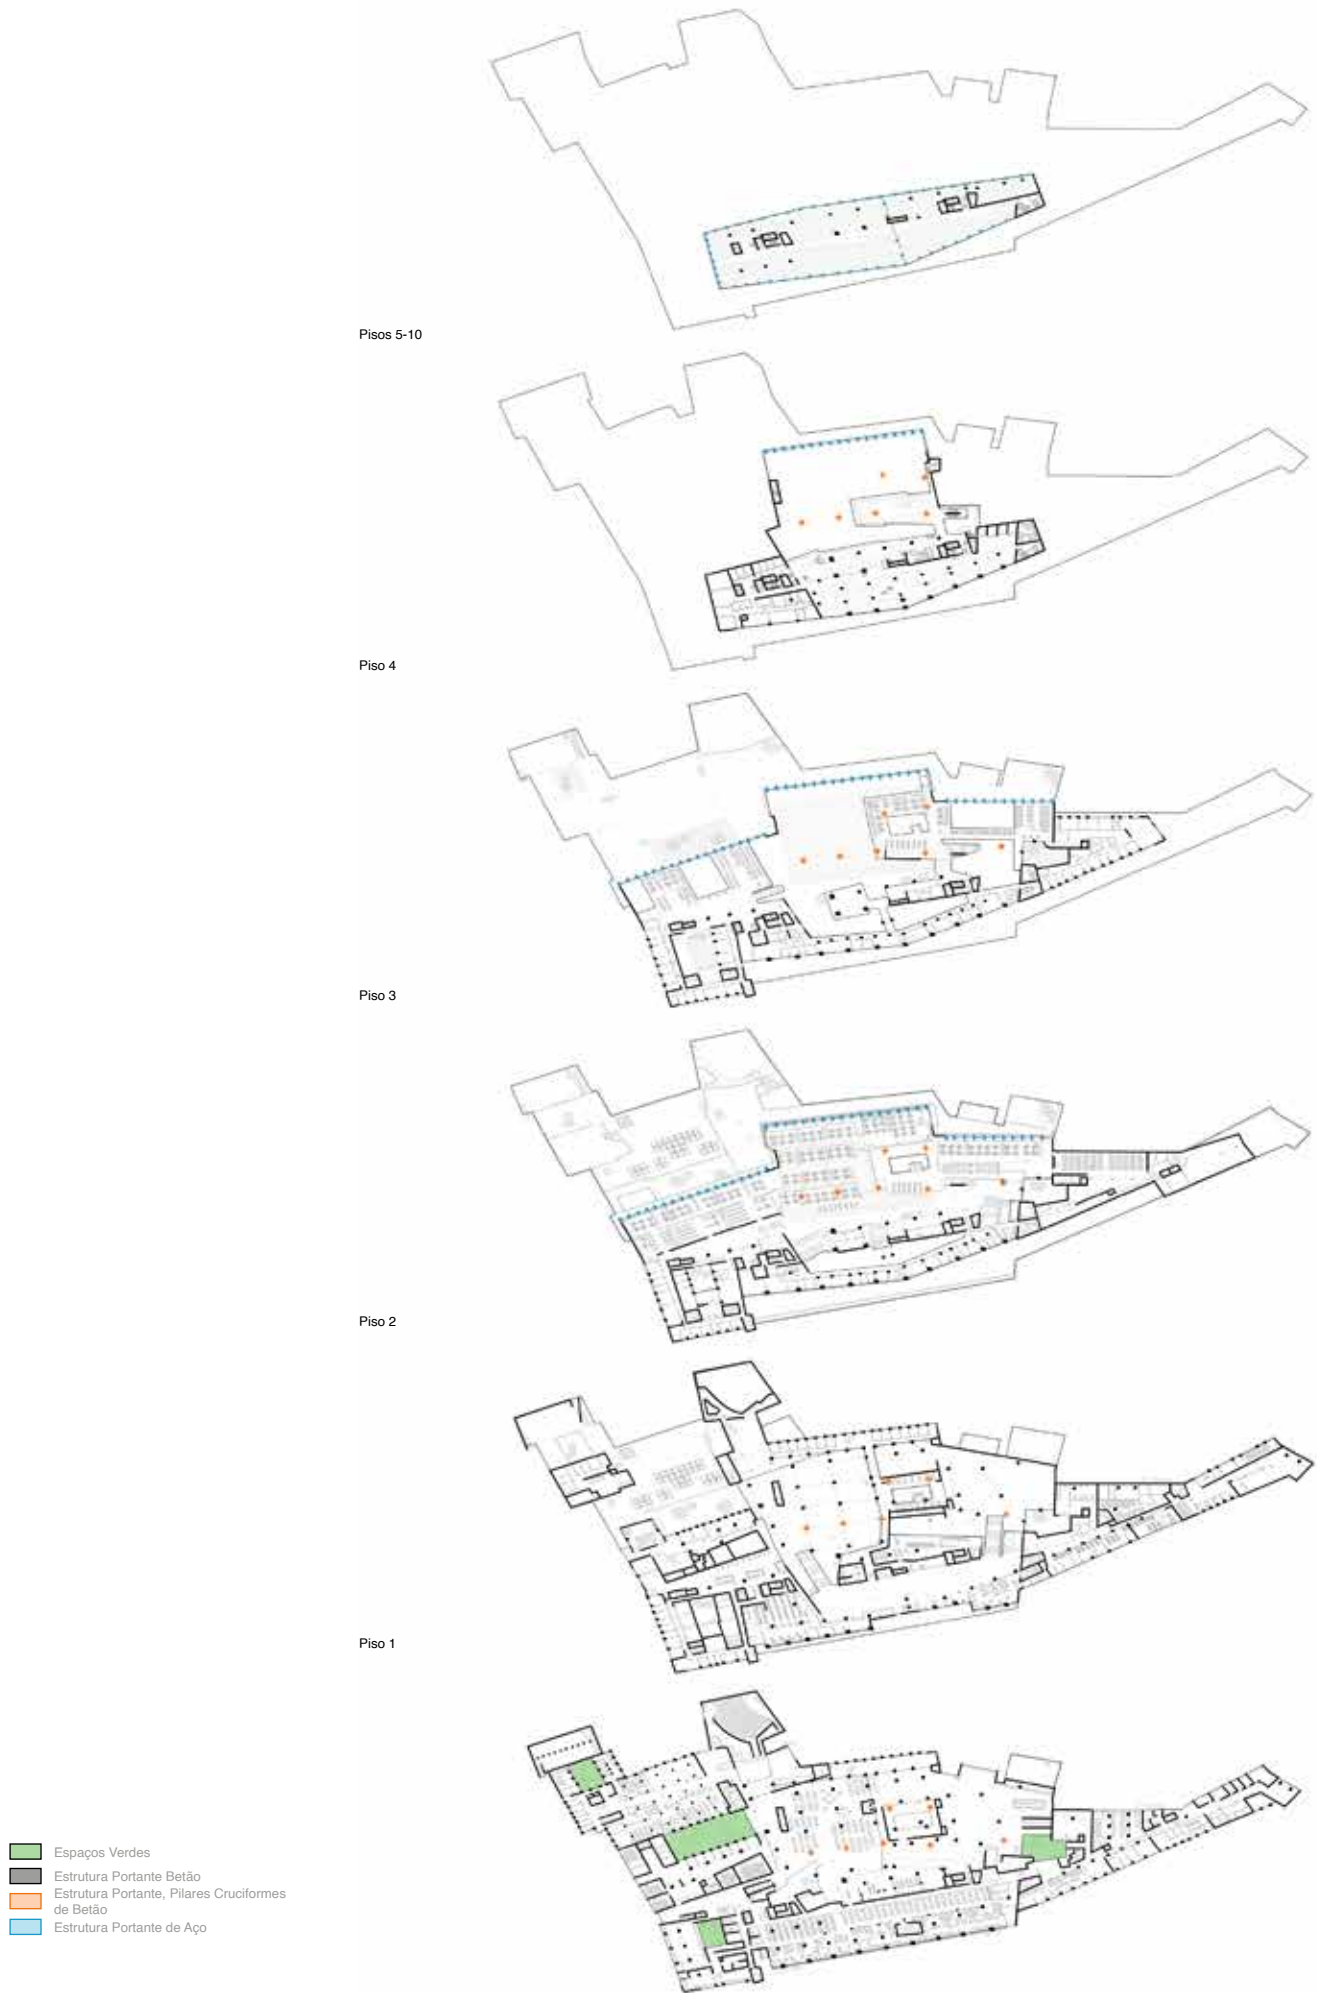 Pisos 5-10
Piso 4
Piso 3
Piso 2
Piso 1
Espaços Verdes
Estrutura Portante Betão
Estrutura Portante, Pilares Cruciformes
de Betão
Estrutura Portante de Aço